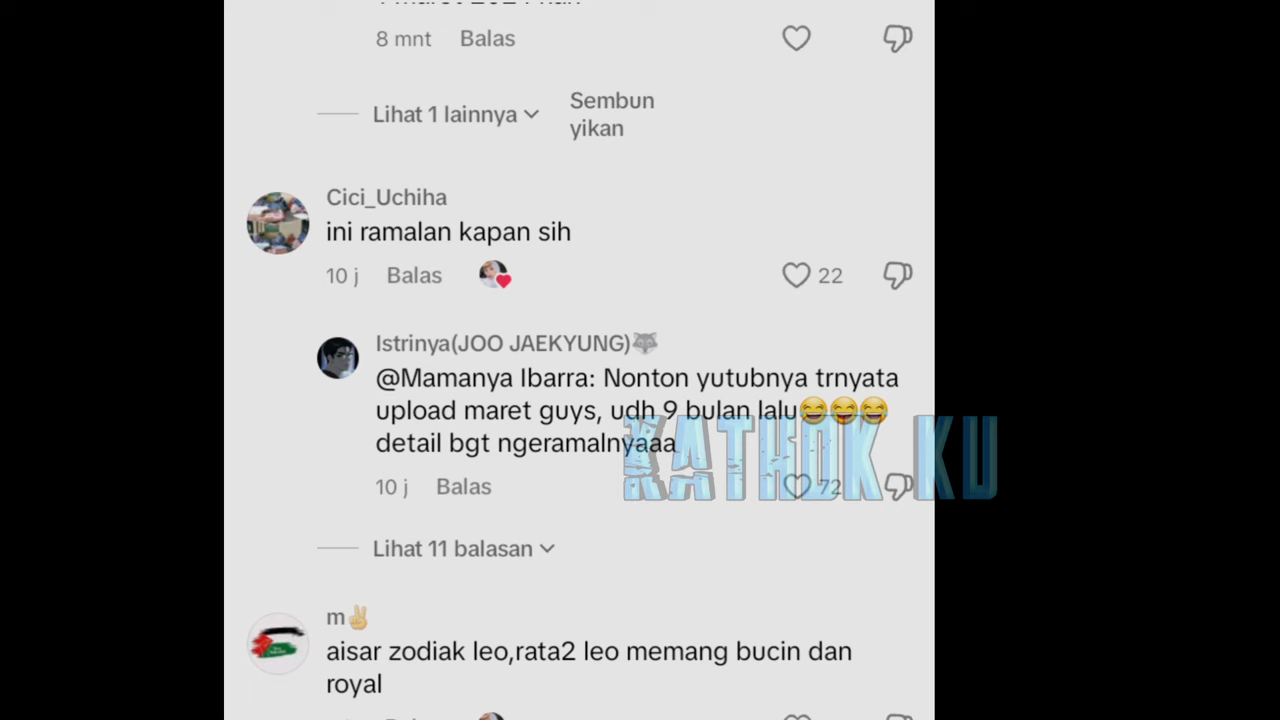 8 mnt Balas
Lihat 1 lainnya
Sembun
yikan
Cici_Uchiha
ini ramalan kapan sih
10 j Balas 22
Istrinya(JOO JAEKYUNG)🐺
@Mamanya Ibarra: Nonton yutubnya trnyata
upload maret guys, udh 9 bulan lalu😂😂😂
detail bgt ngeramalnyaaa
KATHOK KU
10 j Balas 72
Lihat 11 balasan
m✌🏼
aisar zodiak leo,rata2 leo memang bucin dan
royal